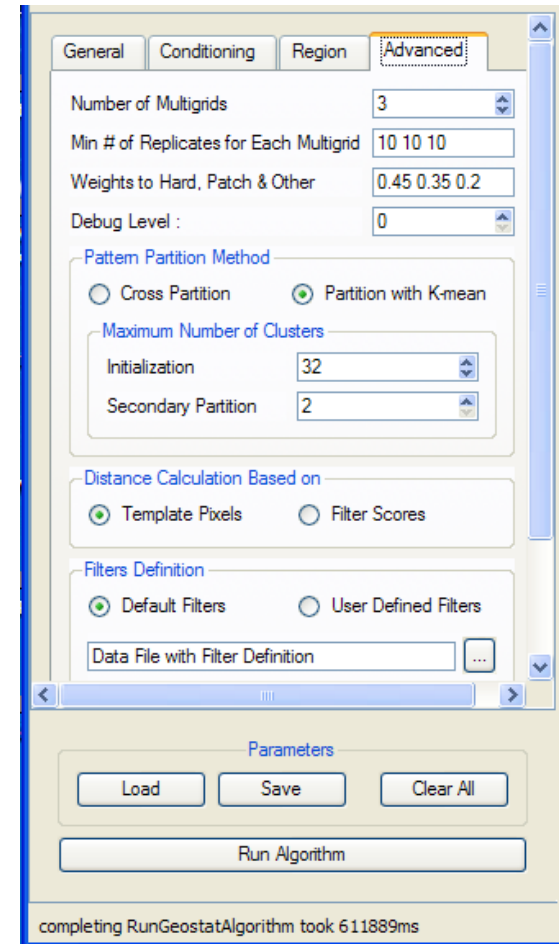 General Conditioning Region Advanced
Number of Multigrids 3
Min # of Replicates for Each Multigrid 10 10 10
Weights to Hard, Patch & Other 0.45 0.35 0.2
Debug Level : 0
Pattern Partition Method
Cross Partition Partition with K-mean
Maximum Number of Clusters
Initialization 32
Secondary Partition 2
Distance Calculation Based on
Template Pixels Filter Scores
Filters Definition
Default Filters User Defined Filters
Data File with Filter Definition ...
Parameters
Load Save Clear All
Run Algorithm
completing RunGeostatAlgorithm took 611889ms